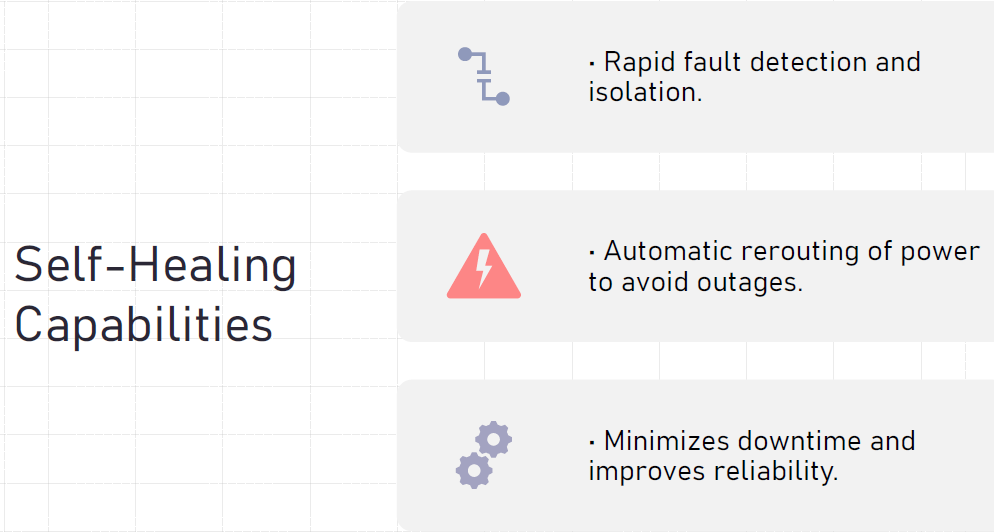 Self-Healing
Capabilities
· Rapid fault detection and
isolation.
· Automatic rerouting of power
to avoid outages.
· Minimizes downtime and
improves reliability.